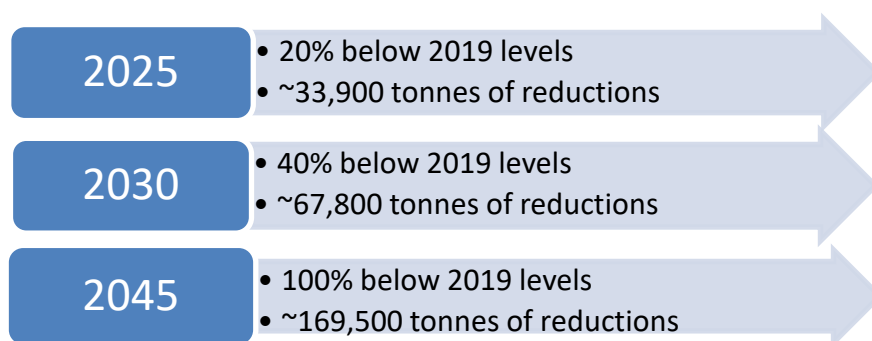 2025
• 20% below 2019 levels
• ~33,900 tonnes of reductions
2030
• 40% below 2019 levels
• ~67,800 tonnes of reductions
2045
• 100% below 2019 levels
• ~169,500 tonnes of reductions